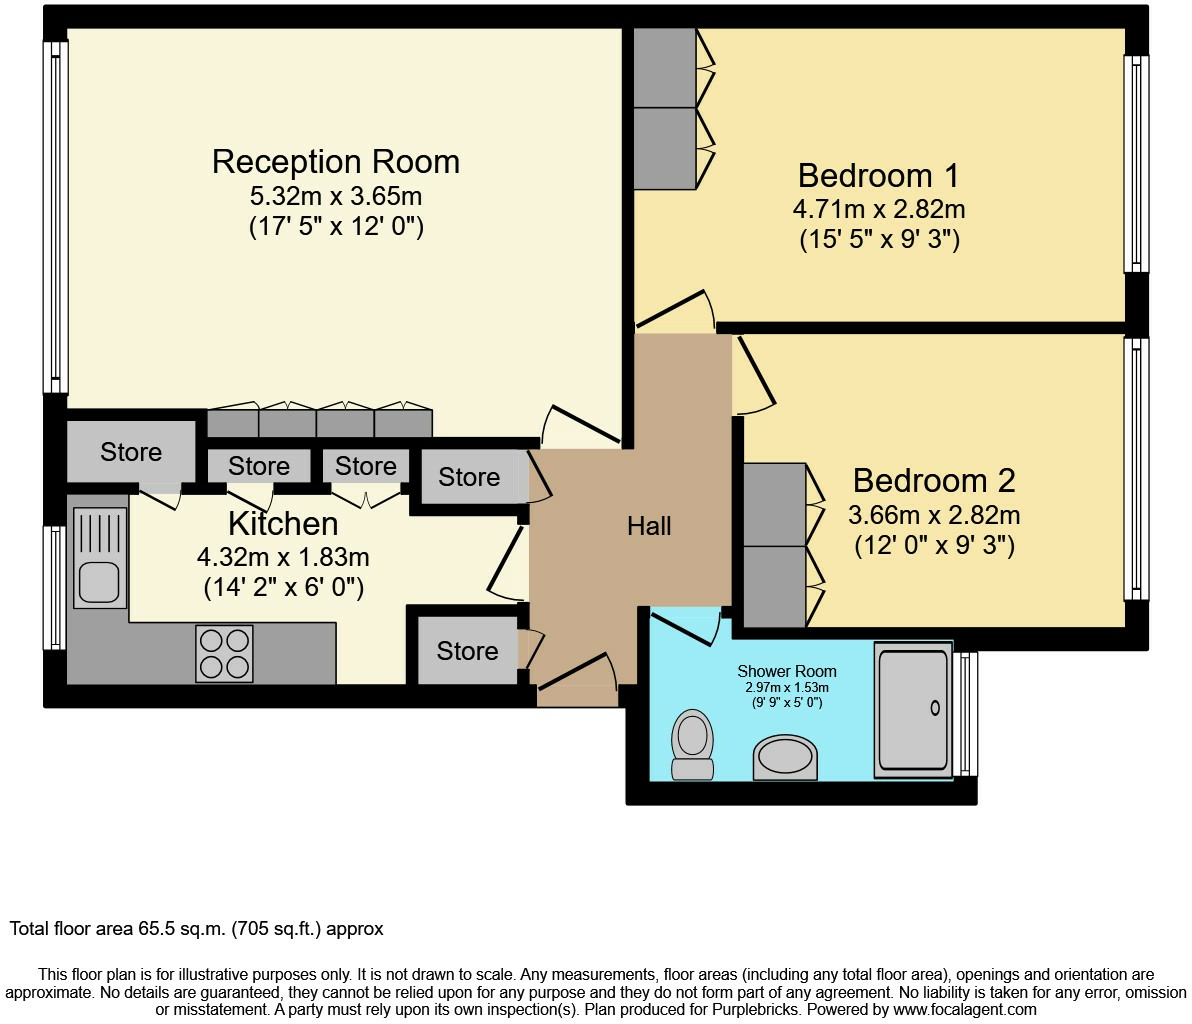 Reception Room
5.32m x 3.65m
(17' 5" x 12' 0")
Bedroom 1
4.71m x 2.82m
(15' 5" x 9' 3")
Store
Store
Store
Store
Kitchen
4.32m x 1.83m
(14' 2" x 6' 0")
Hall
Bedroom 2
3.66m x 2.82m
(12' 0" x 9' 3")
Store
Shower Room
2.97m x 1.53m
(9' 9" x 5' 0")
Total floor area 65.5 sq.m. (705 sq.ft.) approx
This floor plan is for illustrative purposes only. It is not drawn to scale. Any measurements, floor areas (including any total floor area), openings and orientation are
approximate. No details are guaranteed, they cannot be relied upon for any purpose and they do not form part of any agreement. No liability is taken for any error, omission
or misstatement. A party must rely upon its own inspection(s). Plan produced for Purplebricks. Powered by www.focalagent.com